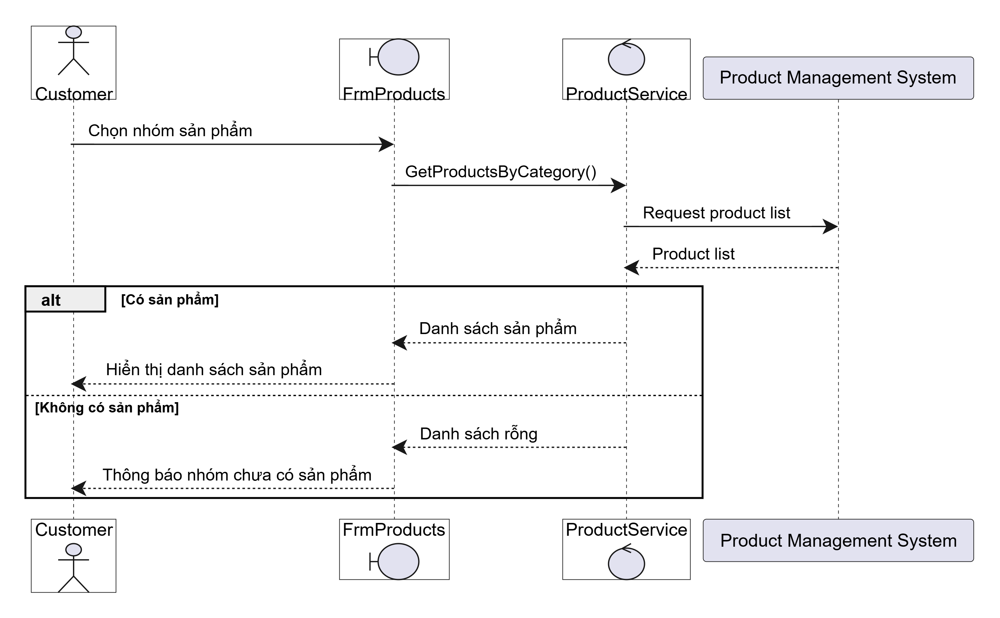 Customer
FrmProducts
ProductService
Product Management System
Chọn nhóm sản phẩm
GetProductsByCategory()
Request product list
Product list
alt
[Có sản phẩm]
Danh sách sản phẩm
Hiển thị danh sách sản phẩm
[Không có sản phẩm]
Danh sách rỗng
Thông báo nhóm chưa có sản phẩm
Customer
FrmProducts
ProductService
Product Management System